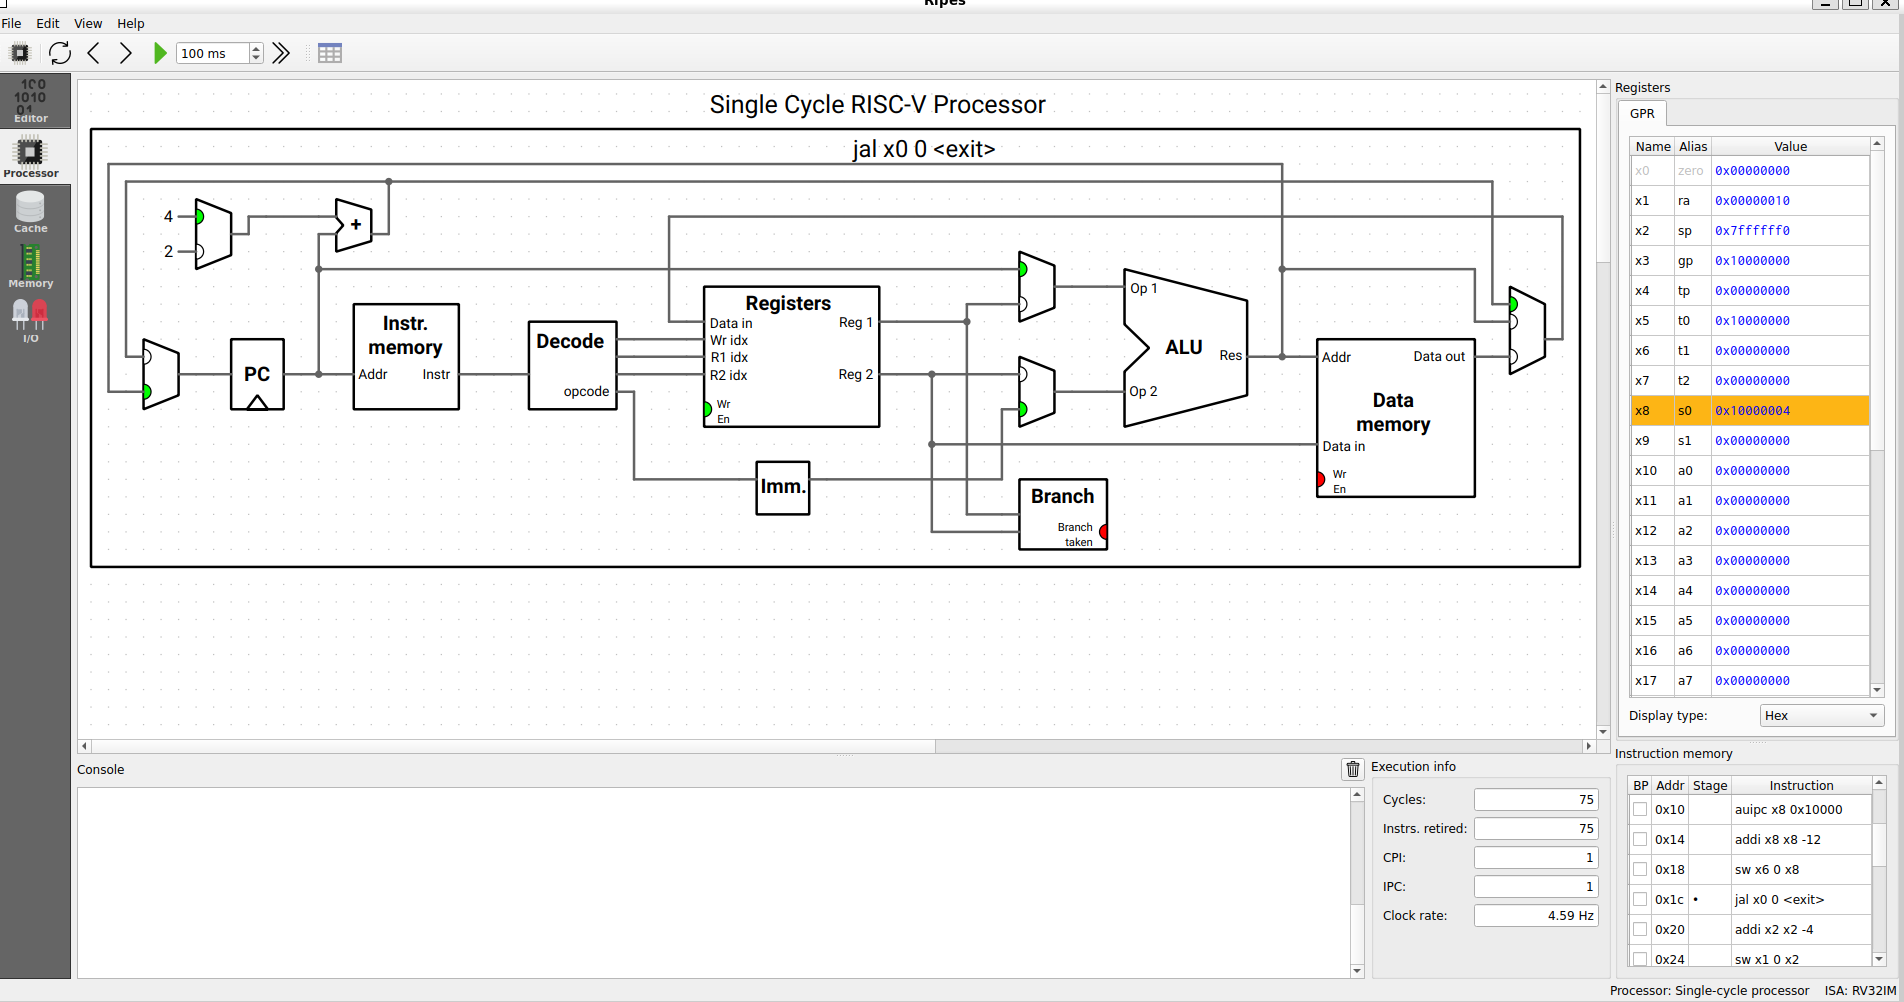 Ripes
File Edit View Help
100 ms
100
1010
01
Editor
Processor
Cache
Memory
I/O
Single Cycle RISC-V Processor
jal x0 0 <exit>
4
2
+
PC
Instr.
memory
Addr Instr
Decode
opcode
Registers
Data in
Wr idx
R1 idx
R2 idx
Wr
En
Reg 1
Reg 2
Imm.
Op 1
Op 2
ALU
Res
Branch
Branch
taken
Addr Data out
Data
memory
Data in
Wr
En
Registers
GPR
Name Alias Value
x0 zero 0x00000000
x1 ra 0x00000010
x2 sp 0x7ffffff0
x3 gp 0x10000000
x4 tp 0x00000000
x5 t0 0x10000000
x6 t1 0x00000000
x7 t2 0x00000000
x8 s0 0x10000004
x9 s1 0x00000000
x10 a0 0x00000000
x11 a1 0x00000000
x12 a2 0x00000000
x13 a3 0x00000000
x14 a4 0x00000000
x15 a5 0x00000000
x16 a6 0x00000000
x17 a7 0x00000000
Display type: Hex
Console
Execution info
Cycles: 75
Instrs. retired: 75
CPI: 1
IPC: 1
Clock rate: 4.59 Hz
Instruction memory
BP Addr Stage Instruction
0x10 auipc x8 0x10000
0x14 addi x8 x8 -12
0x18 sw x6 0 x8
0x1c • jal x0 0 <exit>
0x20 addi x2 x2 -4
0x24 sw x1 0 x2
Processor: Single-cycle processor ISA: RV32IM